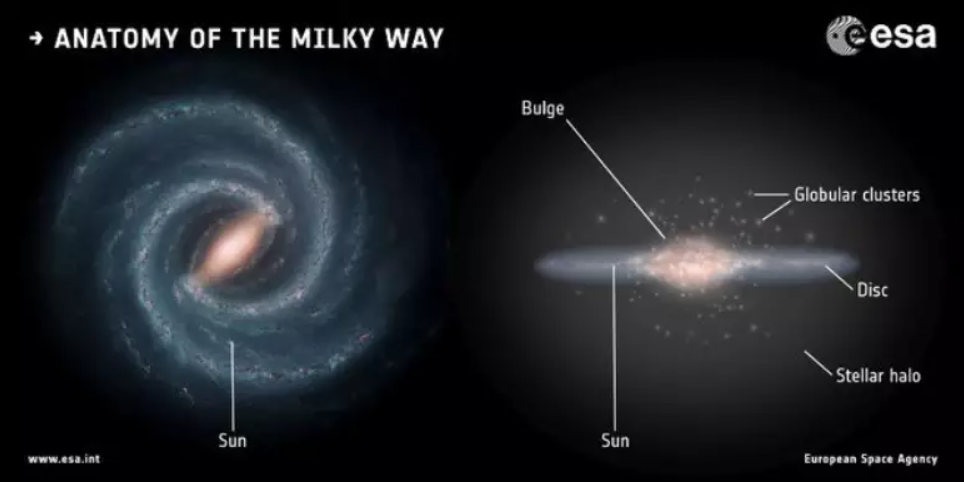 → ANATOMY OF THE MILKY WAY
esa
Bulge
Globular clusters
Disc
Stellar halo
Sun
Sun
www.esa.int
European Space Agency